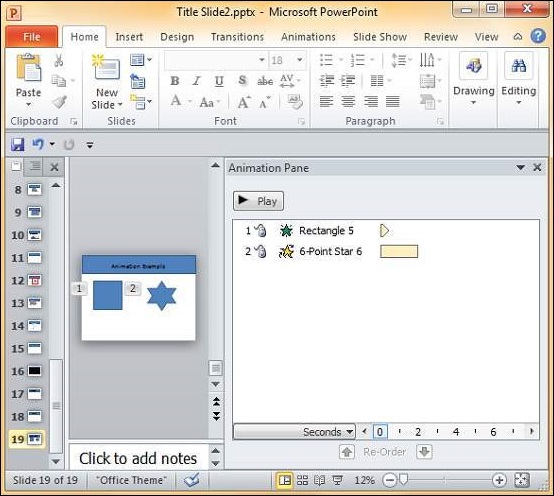 Title Slide2.pptx - Microsoft PowerPoint
File Home Insert Design Transitions Animations Slide Show Review View
Paste
New Slide
18
B I U S abc AV
A A Aa A A
Drawing
Editing
Clipboard Slides Font Paragraph
Animation Pane
Play
1 Rectangle 5
2 6-Point Star 6
8
9
10
11
12
13
14
15
16
17
18
19
Animation Example
1 2
Seconds 0 2 4 6
Re-Order
Click to add notes
Slide 19 of 19 "Office Theme" 12%